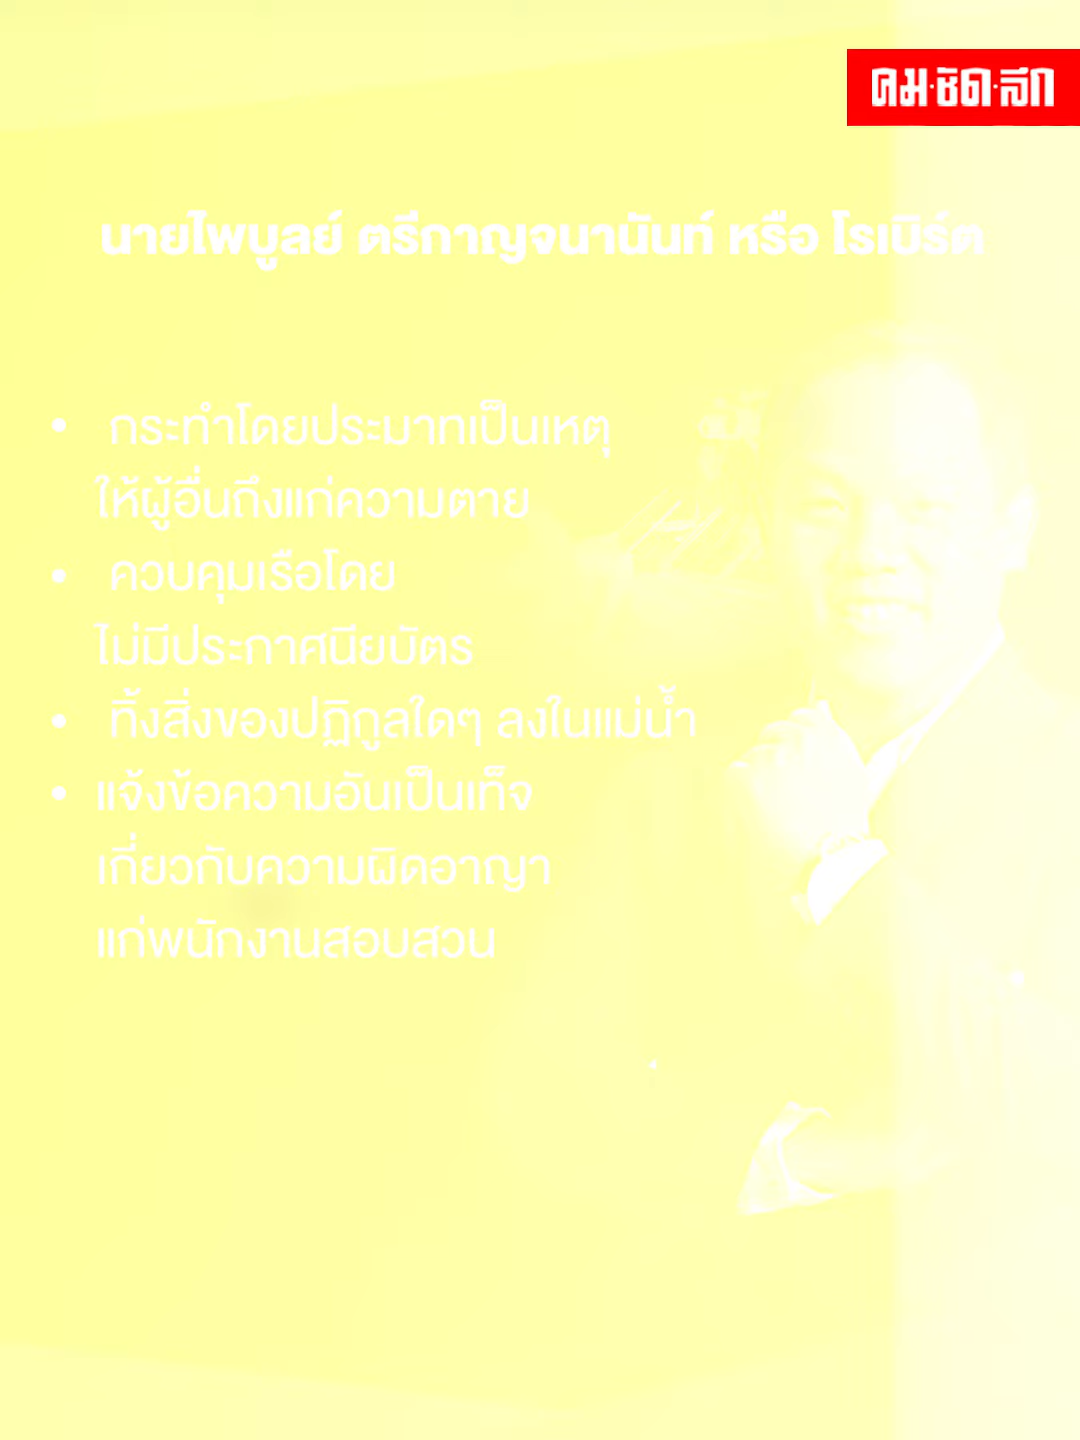 คม·ชัด·ลึก
นายไพบูลย์ ตรีกาญจนานันท์ หรือ โรเบิร์ต
• กระทำโดยประมาทเป็นเหตุ
ให้ผู้อื่นถึงแก่ความตาย
• ควบคุมเรือโดย
ไม่มีประกาศนียบัตร
• ทิ้งสิ่งของปฏิกูลใดๆ ลงในแม่น้ำ
• แจ้งข้อความอันเป็นเท็จ
เกี่ยวกับความผิดอาญา
แก่พนักงานสอบสวน